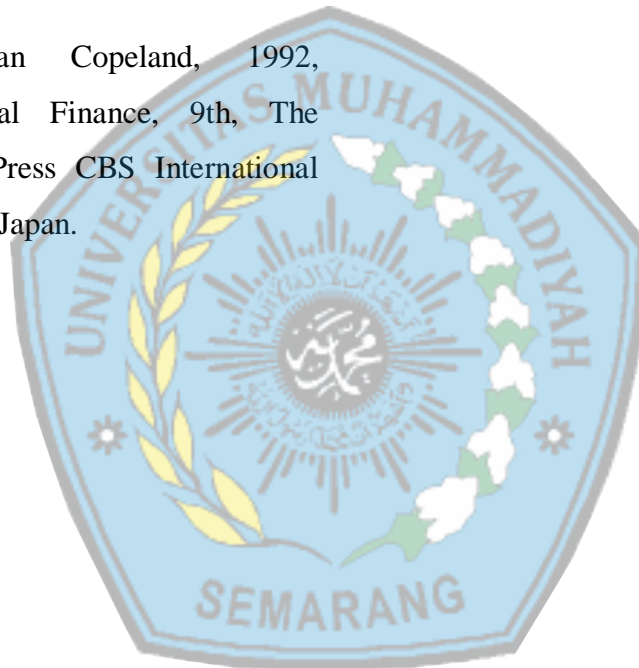 an Copeland, 1992,
al Finance, 9th, The
Press CBS International
Japan.
UNIVERSITAS MUHAMMADIYAH
SEMARANG